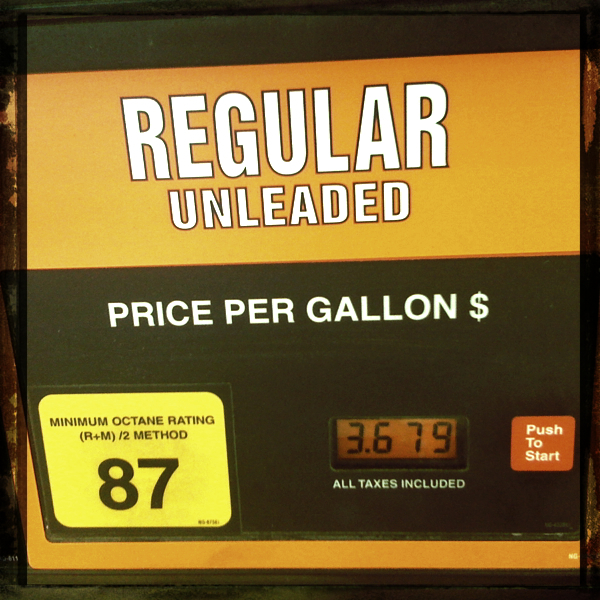 REGULAR
UNLEADED
PRICE PER GALLON $
MINIMUM OCTANE RATING
(R+M) /2 METHOD
87
3.679
ALL TAXES INCLUDED
Push
To
Start